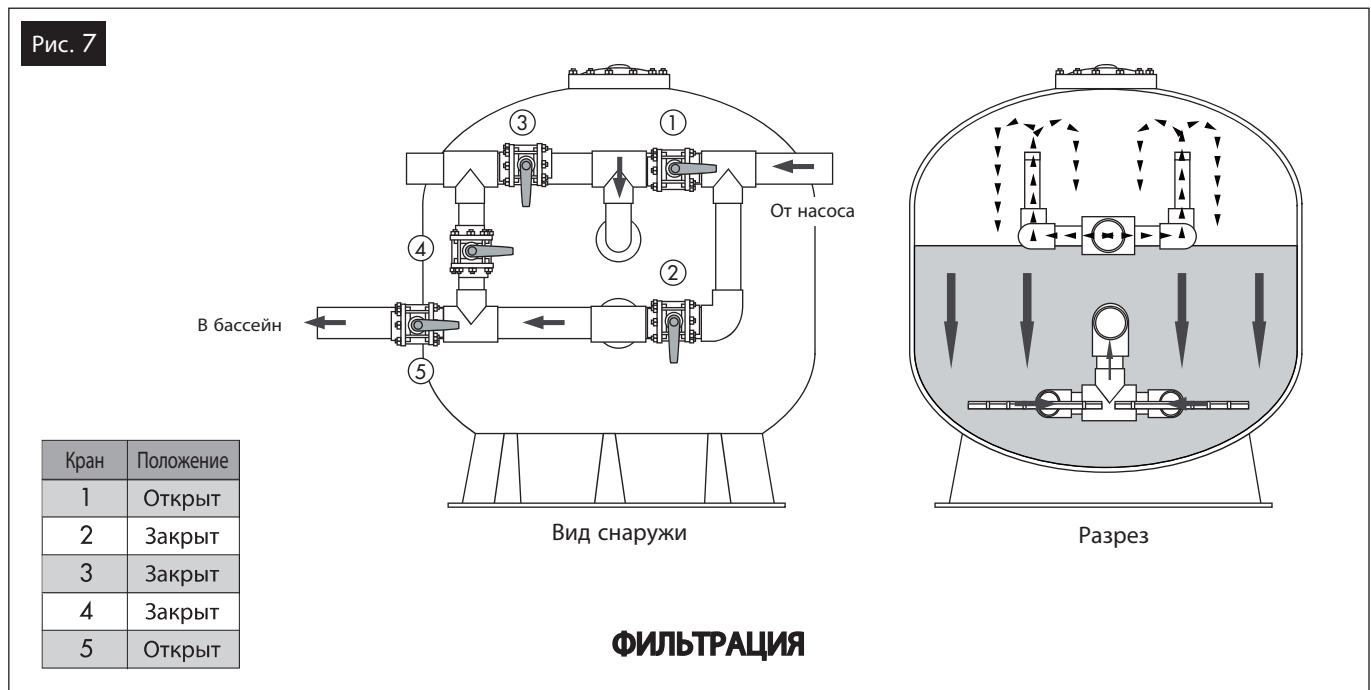 Рис. 7
3
1
От насоса
4
2
В бассейн
5
Кран Положение
1 Открыт
2 Закрыт
3 Закрыт
4 Закрыт
5 Открыт
Вид снаружи
Разрез
ФИЛЬТРАЦИЯ